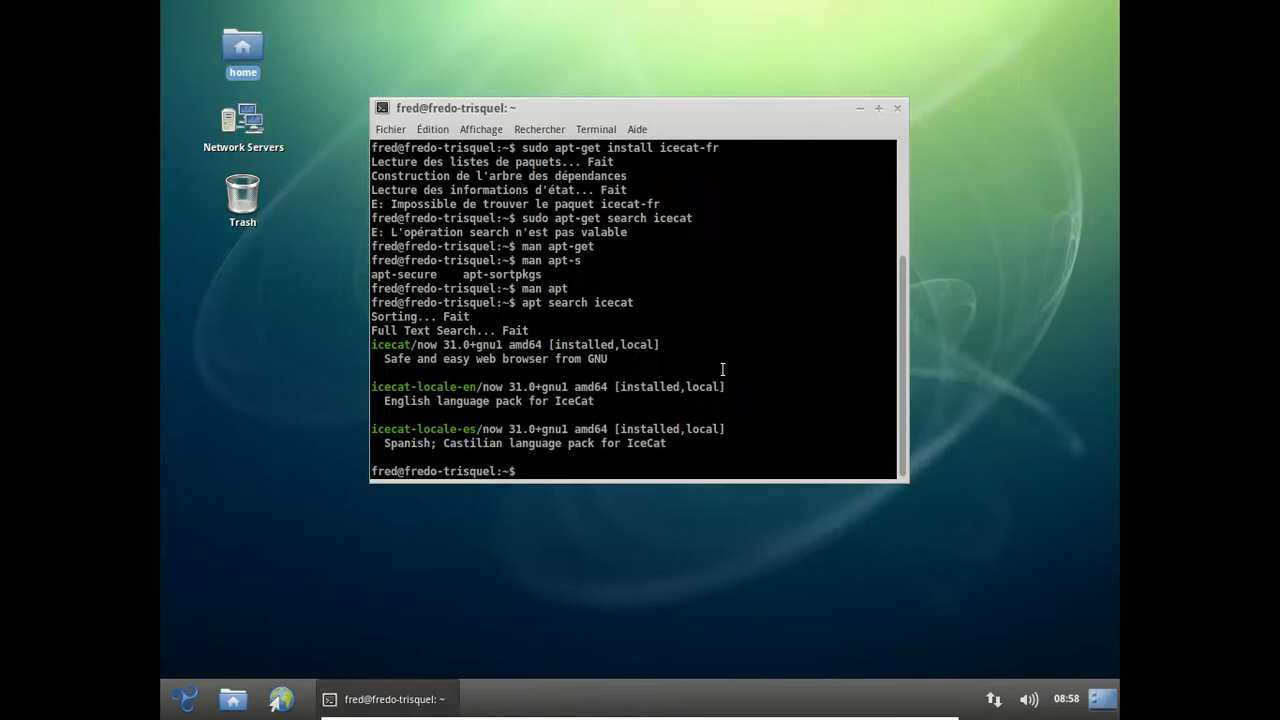 home
Network Servers
Trash
fred@fredo-trisquel: ~
Fichier Édition Affichage Rechercher Terminal Aide
fred@fredo-trisquel:~$ sudo apt-get install icecat-fr
Lecture des listes de paquets... Fait
Construction de l'arbre des dépendances
Lecture des informations d'état... Fait
E: Impossible de trouver le paquet icecat-fr
fred@fredo-trisquel:~$ sudo apt-get search icecat
E: L'opération search n'est pas valable
fred@fredo-trisquel:~$ man apt-get
fred@fredo-trisquel:~$ man apt-s
apt-secure    apt-sortpkgs
fred@fredo-trisquel:~$ man apt
fred@fredo-trisquel:~$ apt search icecat
Sorting... Fait
Full Text Search... Fait
icecat/now 31.0+gnu1 amd64 [installed,local]
  Safe and easy web browser from GNU
icecat-locale-en/now 31.0+gnu1 amd64 [installed,local]
  English language pack for IceCat
icecat-locale-es/now 31.0+gnu1 amd64 [installed,local]
  Spanish; Castilian language pack for IceCat
fred@fredo-trisquel:~$
fred@fredo-trisquel: ~
08:58